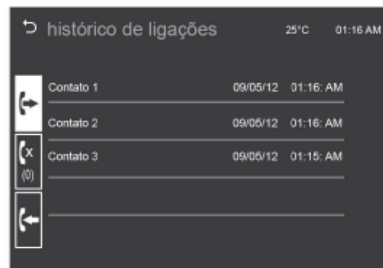 histórico de ligações 25°C 01:16 AM
Contato 1 09/05/12 01:16: AM
Contato 2 09/05/12 01:16: AM
x
Contato 3 09/05/12 01:15: AM
(0)